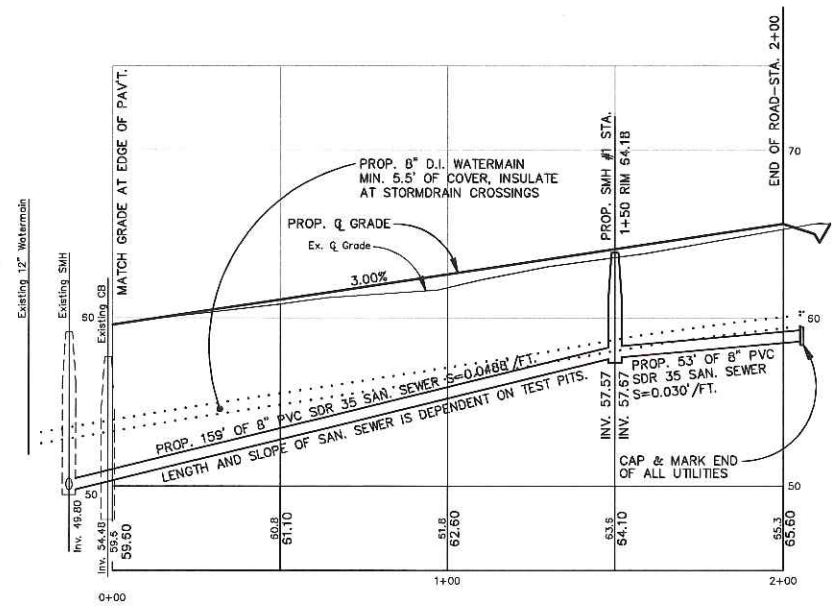 Existing 12" Watermain
Existing SMH
Existing CB
MATCH GRADE AT EDGE OF PAV'T.
PROP. 8" D.I. WATERMAIN
MIN. 5.5' OF COVER, INSULATE
AT STORMDRAIN CROSSINGS
PROP. ℄ GRADE
Ex. ℄ Grade
3.00%
PROP. SMH #1 STA.
1+50 RIM 64.18
END OF ROAD-STA. 2+00
70
60
60
PROP. 159' OF 8" PVC SDR 35 SAN. SEWER S=0.0488'/FT.
LENGTH AND SLOPE OF SAN. SEWER IS DEPENDENT ON TEST PITS.
INV. 57.57
INV. 57.67
PROP. 53' OF 8" PVC
SDR 35 SAN. SEWER
S=0.030'/FT.
CAP & MARK END
OF ALL UTILITIES
50
50
Inv. 49.80
Inv. 54.48
59.5
59.60
60.8
61.10
61.8
62.60
63.6
64.10
65.3
65.60
0+00
1+00
2+00